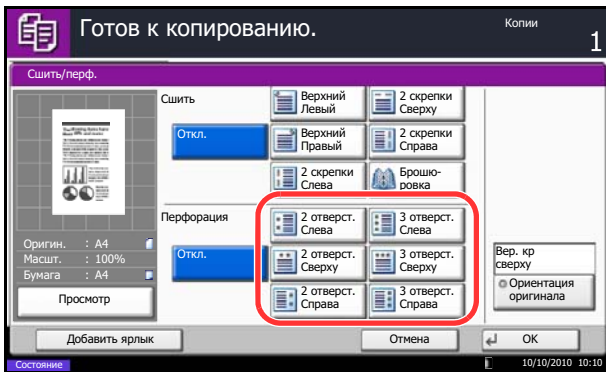 Готов к копированию.
Копии
1
Сшить/перф.
Сшить
Откл.
Верхний
Левый
2 скрепки
Сверху
Верхний
Правый
2 скрепки
Справа
2 скрепки
Слева
Брошю-
ровка
Перфорация
Откл.
2 отверст.
Слева
3 отверст.
Слева
2 отверст.
Сверху
3 отверст.
Сверху
2 отверст.
Справа
3 отверст.
Справа
Оригин. : A4
Масшт. : 100%
Бумага : A4
Просмотр
Вер. кр
сверху
Ориентация
оригинала
Добавить ярлык
Отмена
OK
Состояние
10/10/2010 10:10